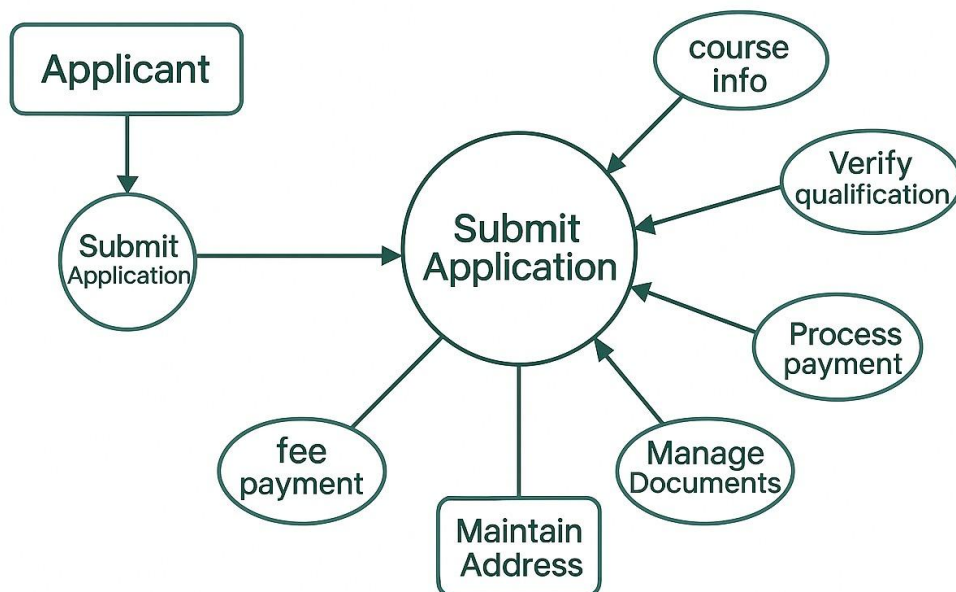 Applicant
course
info
Verify
qualification
Submit
Application
Submit
Application
Process
payment
fee
payment
Manage
Documents
Maintain
Address